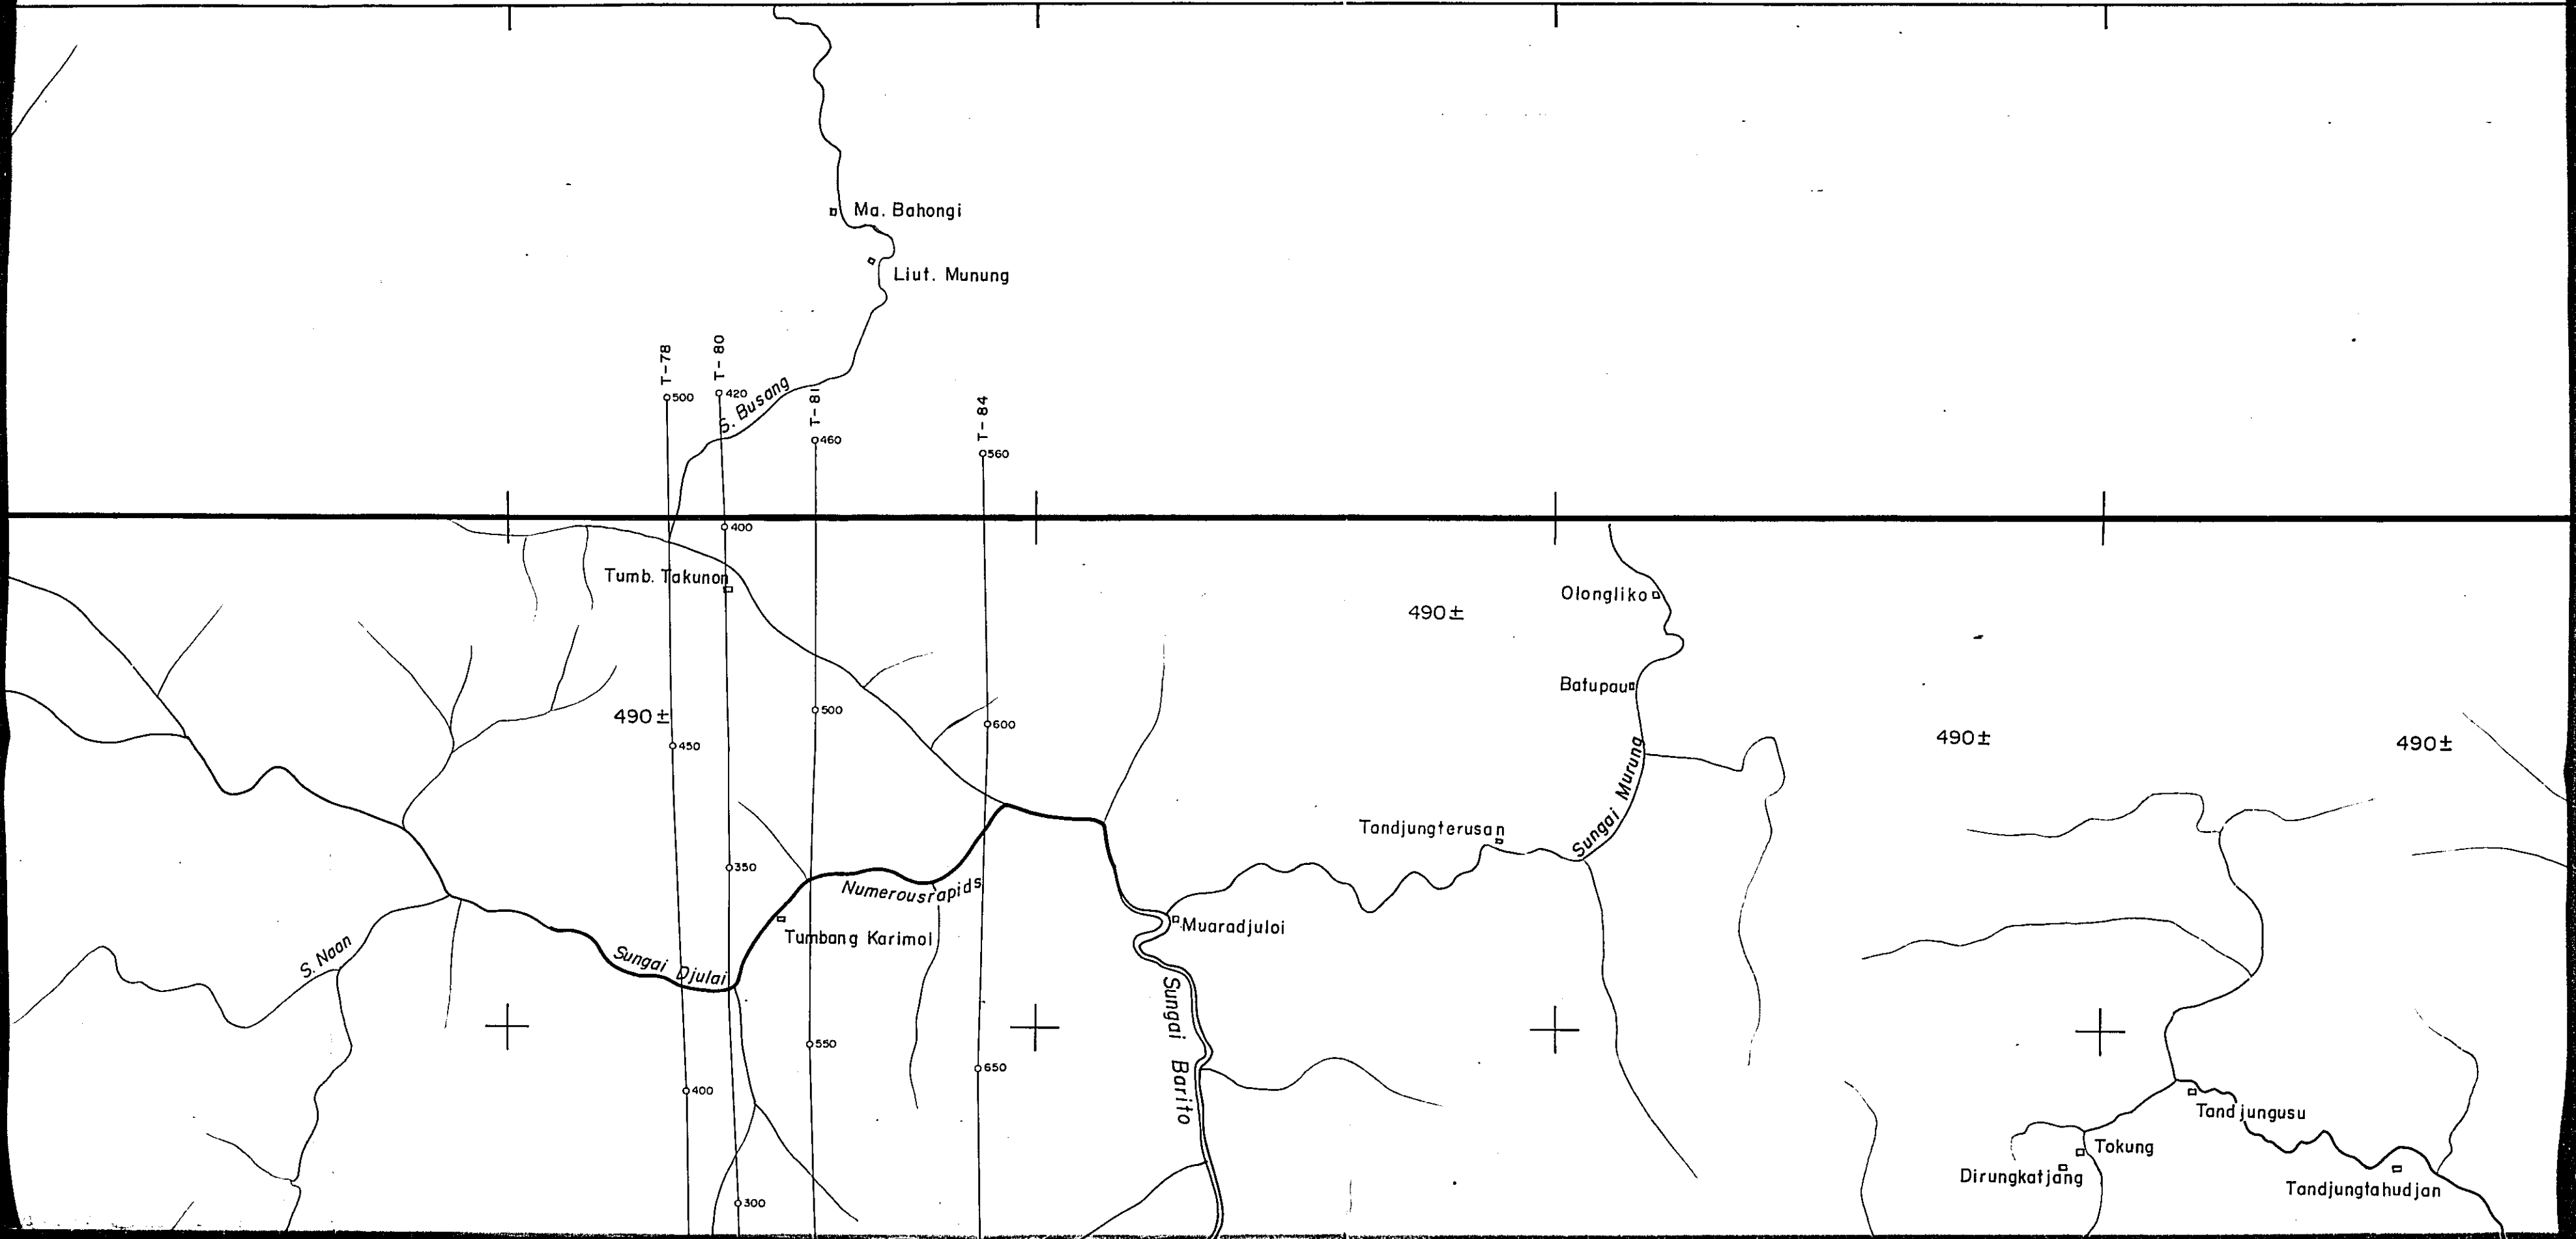 Ma. Bahongi
Liut. Munung
T-78
T-80
T-81
T-84
500
420
S. Busang
460
560
400
Tumb. Takunon
Olongliko
490±
Batupau
490±
500
600
450
490±
490±
Sungai Murung
Tandjungterusan
350
Numerousrapids
Muaradjuloi
Tumbang Karimol
S. Naan
Sungai Djulai
Sungai Barito
550
650
400
300
Tandjungusu
Tokung
Dirungkatjang
Tandjungtahudjan